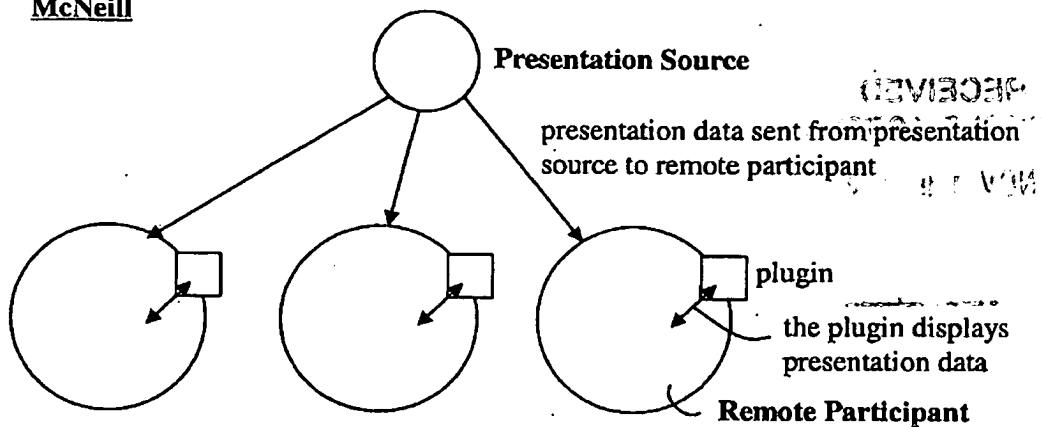 McNeill
Presentation Source
presentation data sent from presentation
source to remote participant
plugin
the plugin displays
presentation data
Remote Participant